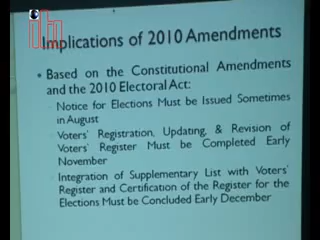 Implications of 2010 Amendments
• Based on the Constitutional Amendments
and the 2010 Electoral Act:
Notice for Elections Must be Issued Sometimes
in August
Voters' Registration, Updating, & Revision of
Voters' Register Must be Completed Early
November
Integration of Supplementary List with Voters'
Register and Certification of the Register for the
Elections Must be Concluded Early December